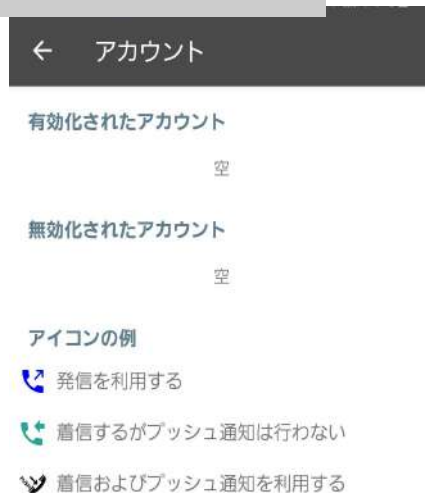 アカウント
有効化されたアカウント
空
無効化されたアカウント
空
アイコンの例
発信を利用する
着信するがプッシュ通知は行わない
着信およびプッシュ通知を利用する